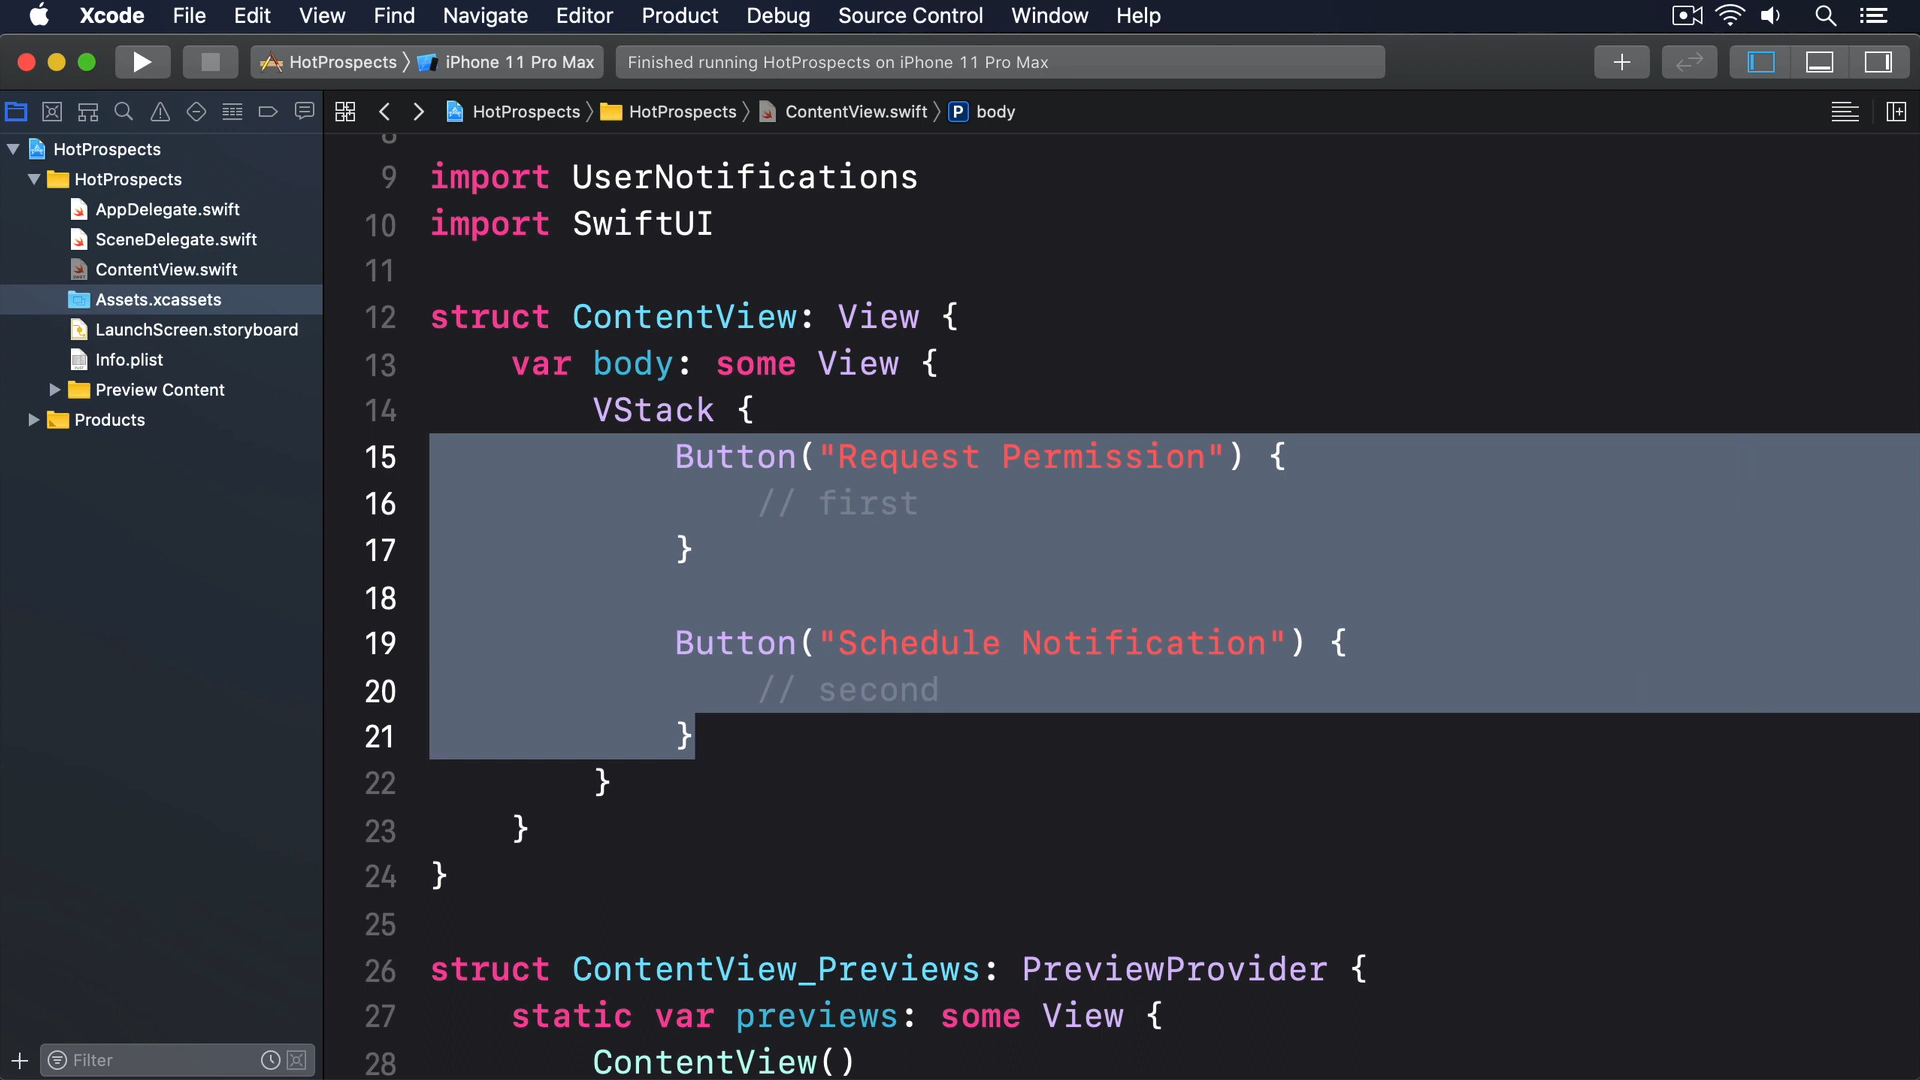 Xcode File Edit View Find Navigate Editor Product Debug Source Control Window Help
HotProspects iPhone 11 Pro Max
Finished running HotProspects on iPhone 11 Pro Max
HotProspects HotProspects ContentView.swift P body
HotProspects
HotProspects
AppDelegate.swift
SceneDelegate.swift
ContentView.swift
Assets.xcassets
LaunchScreen.storyboard
Info.plist
Preview Content
Products
Filter
8
9 import UserNotifications
10 import SwiftUI
11
12 struct ContentView: View {
13 var body: some View {
14 VStack {
15 Button("Request Permission") {
16 // first
17 }
18
19 Button("Schedule Notification") {
20 // second
21 }
22 }
23 }
24 }
25
26 struct ContentView_Previews: PreviewProvider {
27 static var previews: some View {
28 ContentView()